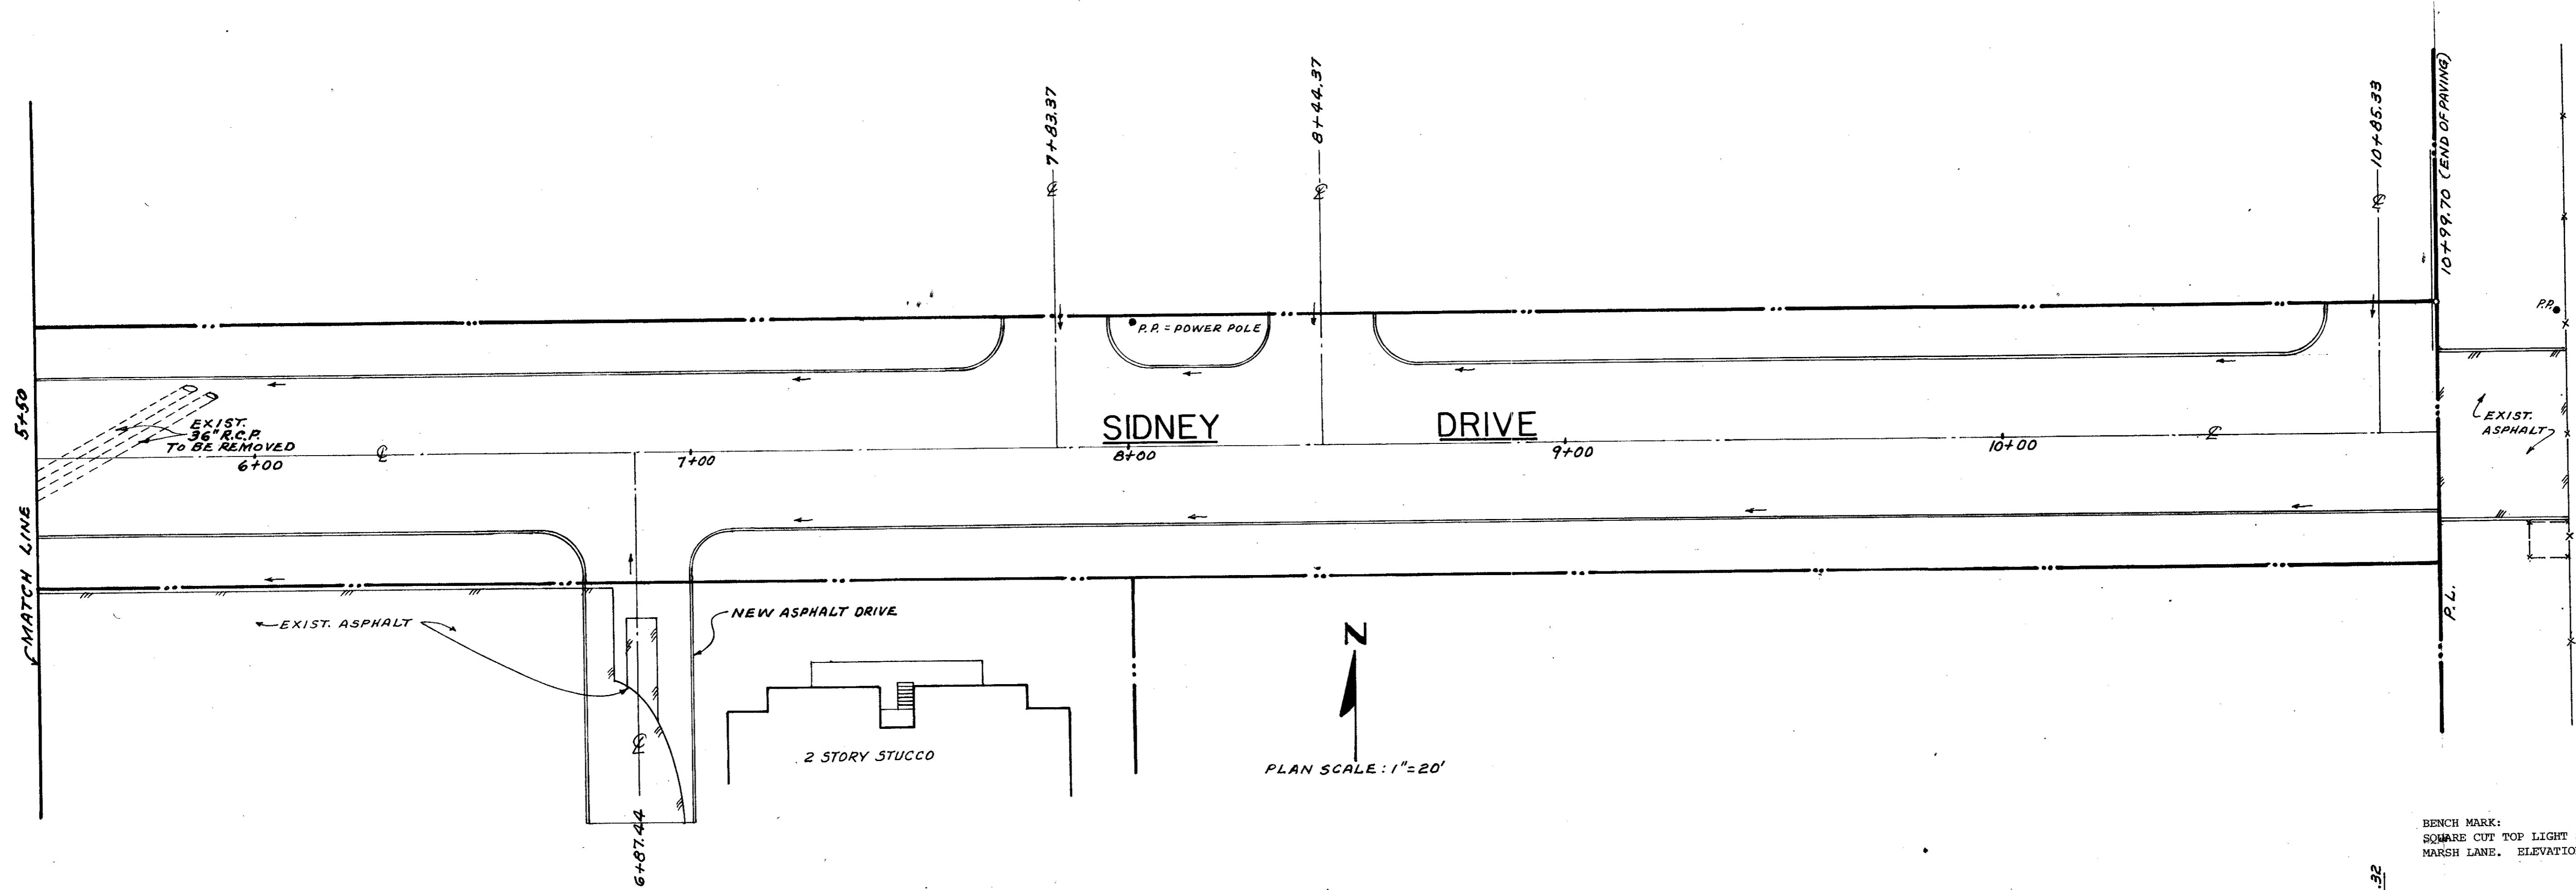 7+83.37
8+44.37
10+85.33
10+99.70 (END OF PAVING)
℄
℄
℄
P.P. = POWER POLE
P.P.
MATCH LINE 5+50
EXIST.
36" R.C.P.
TO BE REMOVED
SIDNEY DRIVE
EXIST.
ASPHALT
℄
℄
6+00
7+00
8+00
9+00
10+00
EXIST. ASPHALT
NEW ASPHALT DRIVE
N
P.L.
℄
2 STORY STUCCO
PLAN SCALE: 1"=20'
6+87.44
BENCH MARK:
SQUARE CUT TOP LIGHT
MARSH LANE. ELEVATIO
.32